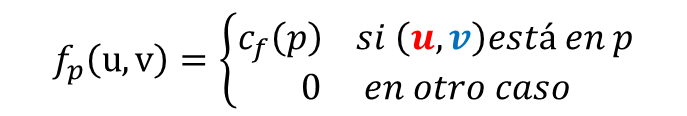 c_f(p) si (u,v)está en p
f_p(u,v) = {
0 en otro caso